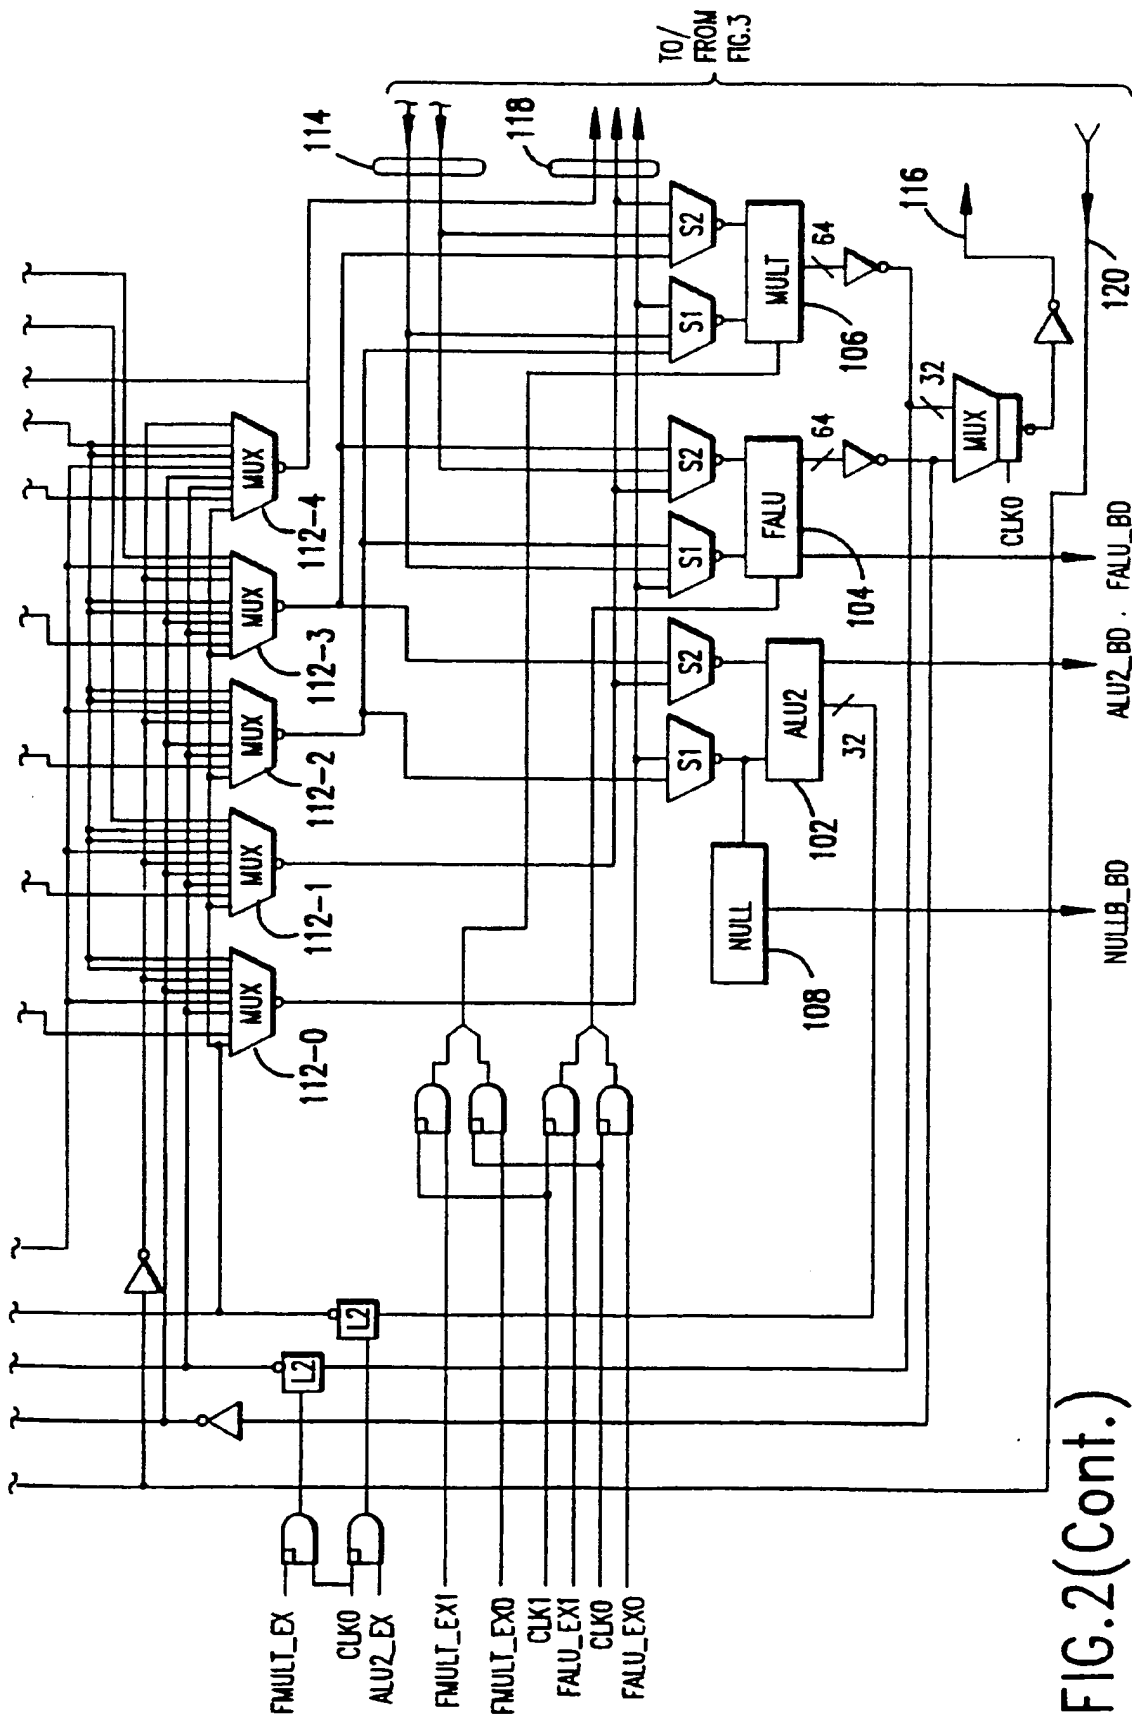 TO/
FROM
FIG.3
114
118
MUX
112-4
MUX
112-3
MUX
112-2
MUX
112-1
MUX
112-0
S2
S1
MULT
106
64
S2
S1
FALU
104
64
S2
S1
ALU2
102
32
NULL
108
116
120
32
MUX
CLK0
FALU_BD
ALU2_BD .
NULLB_BD
L2
L2
FMULT_EX
CLK0
ALU2_EX
FMULT_EX1
FMULT_EX0
CLK1
FALU_EX1
CLK0
FALU_EX0
FIG.2(Cont.)